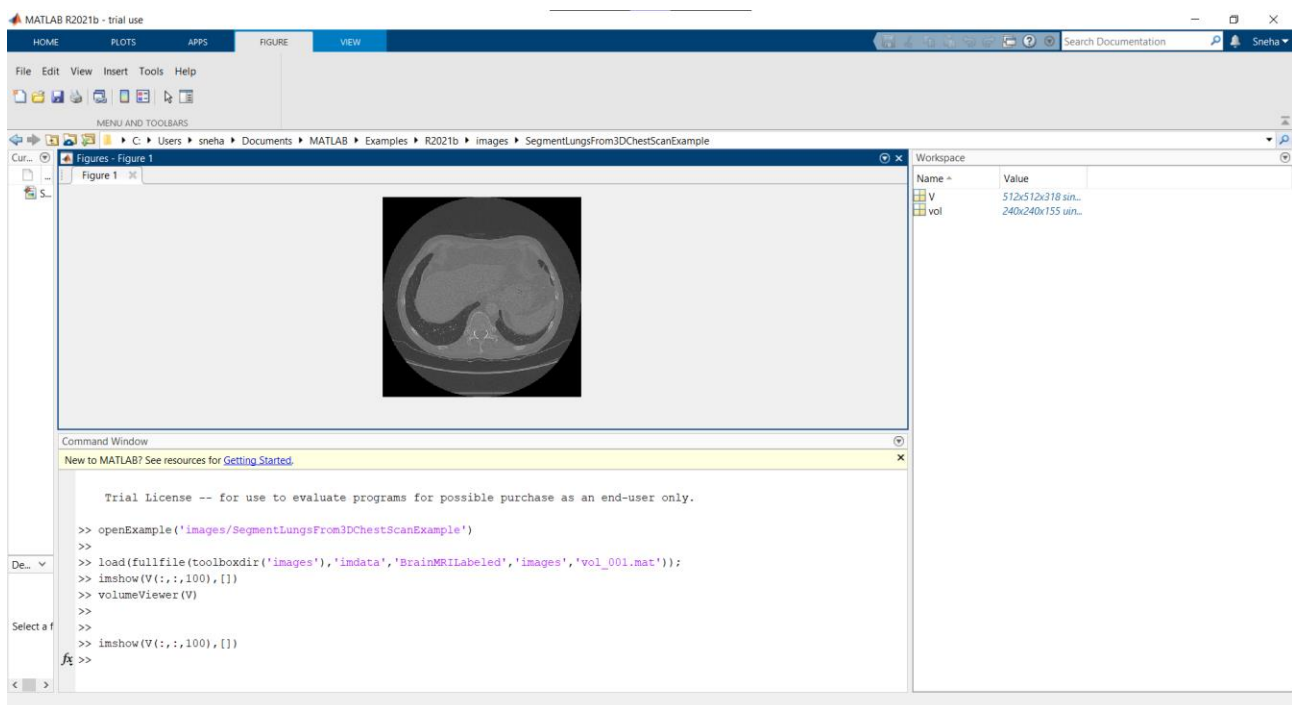 MATLAB R2021b - trial use
HOME PLOTS APPS FIGURE VIEW Search Documentation Sneha
File Edit View Insert Tools Help
MENU AND TOOLBARS
C: Users sneha Documents MATLAB Examples R2021b images SegmentLungsFrom3DChestScanExample
Cur...
...
S...
Figures - Figure 1
Figure 1
Command Window
New to MATLAB? See resources for Getting Started.
Trial License -- for use to evaluate programs for possible purchase as an end-user only.
>> openExample('images/SegmentLungsFrom3DChestScanExample')
>>
>> load(fullfile(toolboxdir('images'),'imdata','BrainMRILabeled','images','vol_001.mat'));
>> imshow(V(:,:,100),[])
>> volumeViewer(V)
>>
>>
>> imshow(V(:,:,100),[])
fx >>
De...
Select a f
Workspace
Name Value
V 512x512x318 sin...
vol 240x240x155 uin...